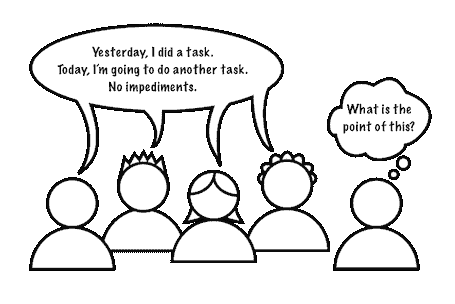 Yesterday, I did a task.
Today, I'm going to do another task.
No impediments.
What is the
point of this?